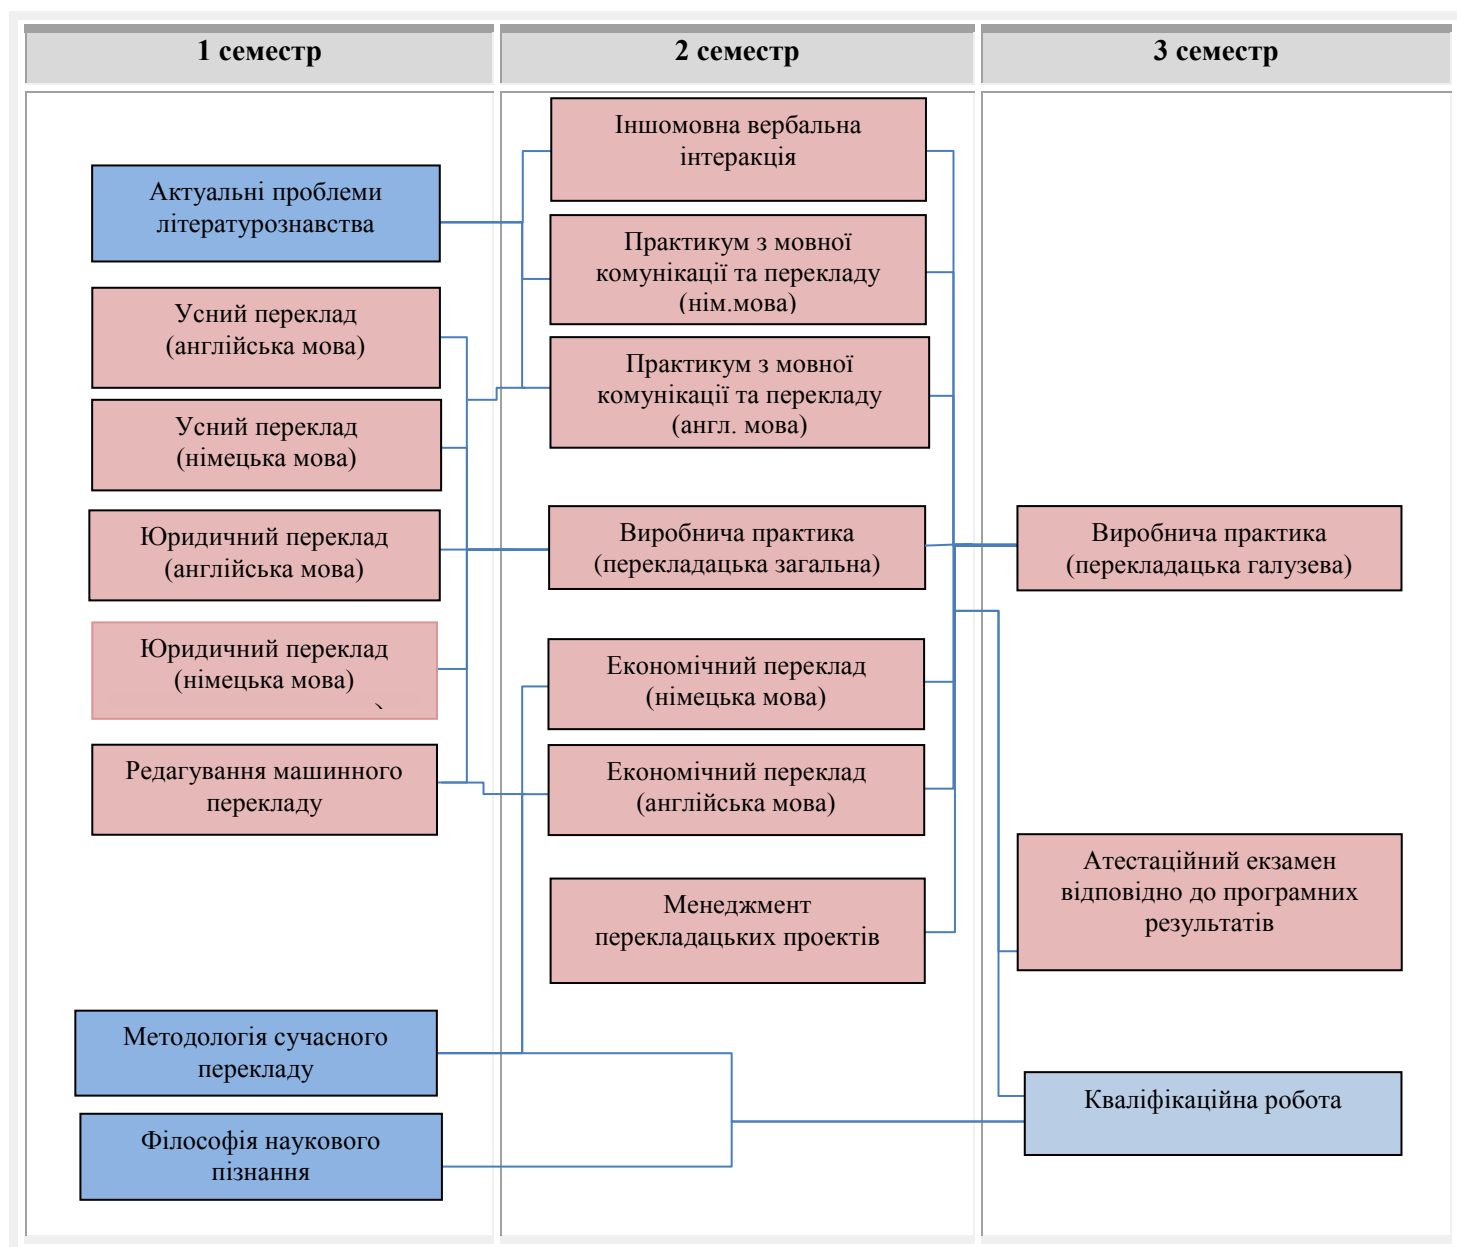 1 семестр
2 семестр
3 семестр
Актуальні проблеми
літературознавства
Усний переклад
(англійська мова)
Усний переклад
(німецька мова)
Юридичний переклад
(англійська мова)
Юридичний переклад
(німецька мова)
Редагування машинного
перекладу
Методологія сучасного
перекладу
Філософія наукового
пізнання
Іншомовна вербальна
інтеракція
Практикум з мовної
комунікації та перекладу
(нім.мова)
Практикум з мовної
комунікації та перекладу
(англ. мова)
Виробнича практика
(перекладацька загальна)
Економічний переклад
(німецька мова)
Економічний переклад
(англійська мова)
Менеджмент
перекладацьких проектів
Виробнича практика
(перекладацька галузева)
Атестаційний екзамен
відповідно до програмних
результатів
Кваліфікаційна робота